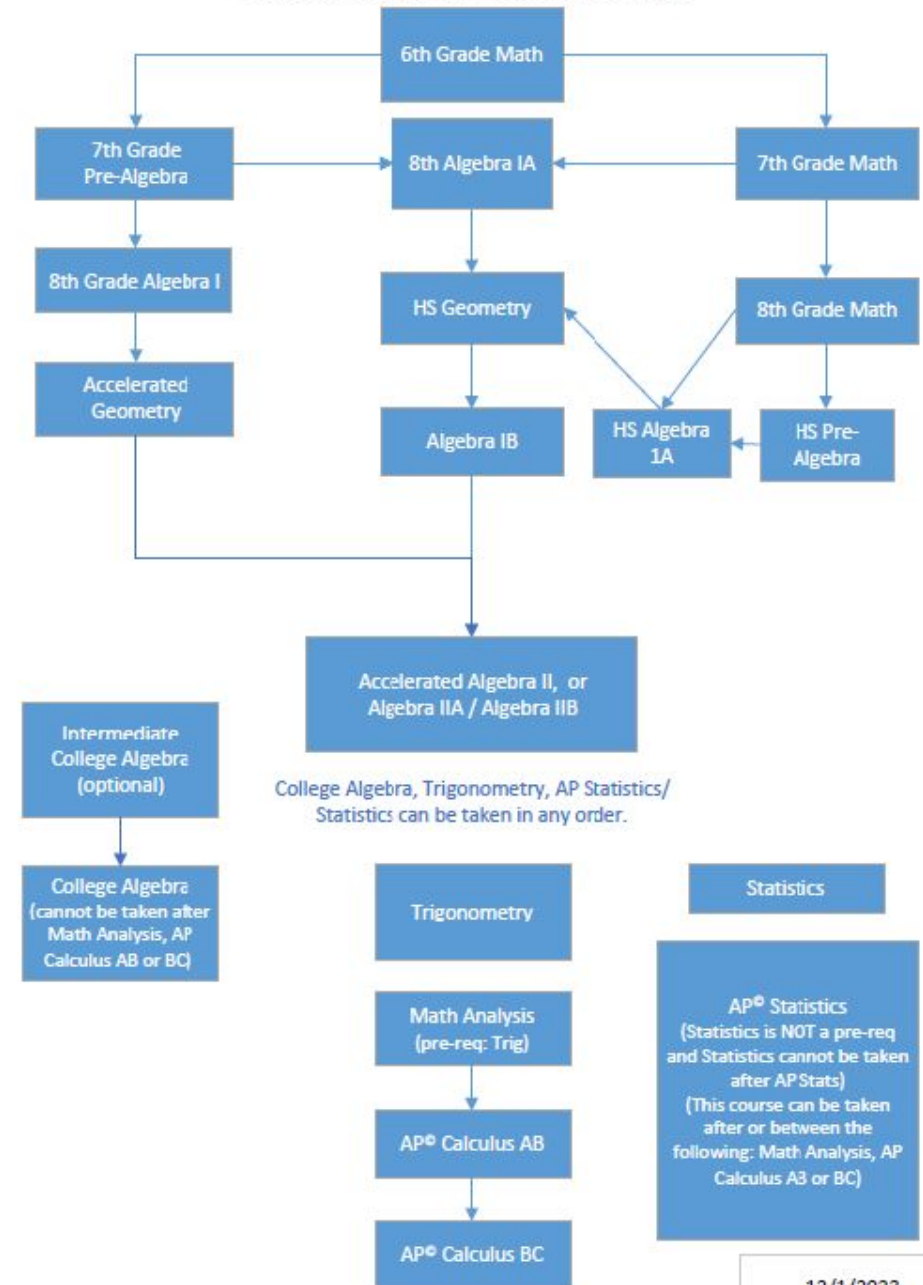 6th Grade Math
7th Grade
Pre-Algebra
8th Algebra IA
7th Grade Math
8th Grade Algebra I
HS Geometry
8th Grade Math
Accelerated
Geometry
Algebra IB
HS Algebra
1A
HS Pre-
Algebra
Accelerated Algebra II, or
Algebra IIA / Algebra IIB
Intermediate
College Algebra
(optional)
College Algebra, Trigonometry, AP Statistics/
Statistics can be taken in any order.
College Algebra
(cannot be taken after
Math Analysis, AP
Calculus AB or BC)
Trigonometry
Statistics
Math Analysis
(pre-req: Trig)
AP© Calculus AB
AP© Calculus BC
AP© Statistics
(Statistics is NOT a pre-req
and Statistics cannot be taken
after AP Stats)
(This course can be taken
after or between the
following: Math Analysis, AP
Calculus AB or BC)